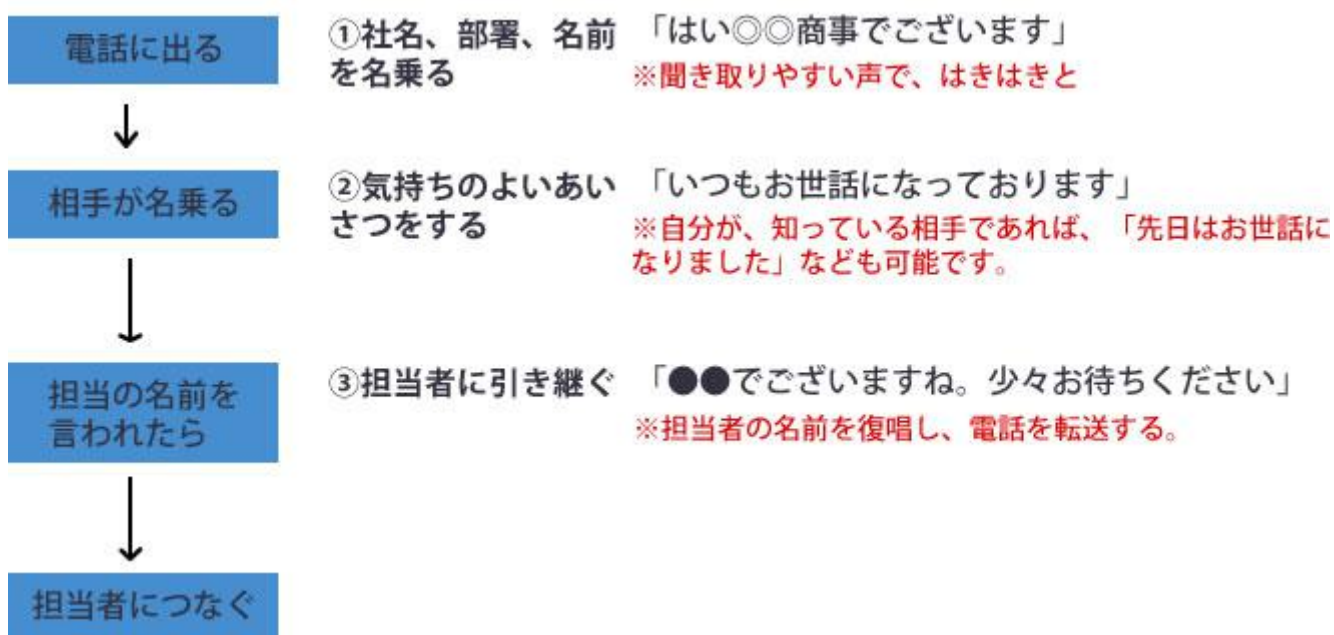 電話に出る
①社名、部署、名前
を名乗る
「はい◎◎商事でございます」
※聞き取りやすい声で、はきはきと
相手が名乗る
②気持ちのよいあい
さつをする
「いつもお世話になっております」
※自分が、知っている相手であれば、「先日はお世話に
なりました」なども可能です。
担当の名前を
言われたら
③担当者に引き継ぐ
「●●でございますね。少々お待ちください」
※担当者の名前を復唱し、電話を転送する。
担当者につなぐ